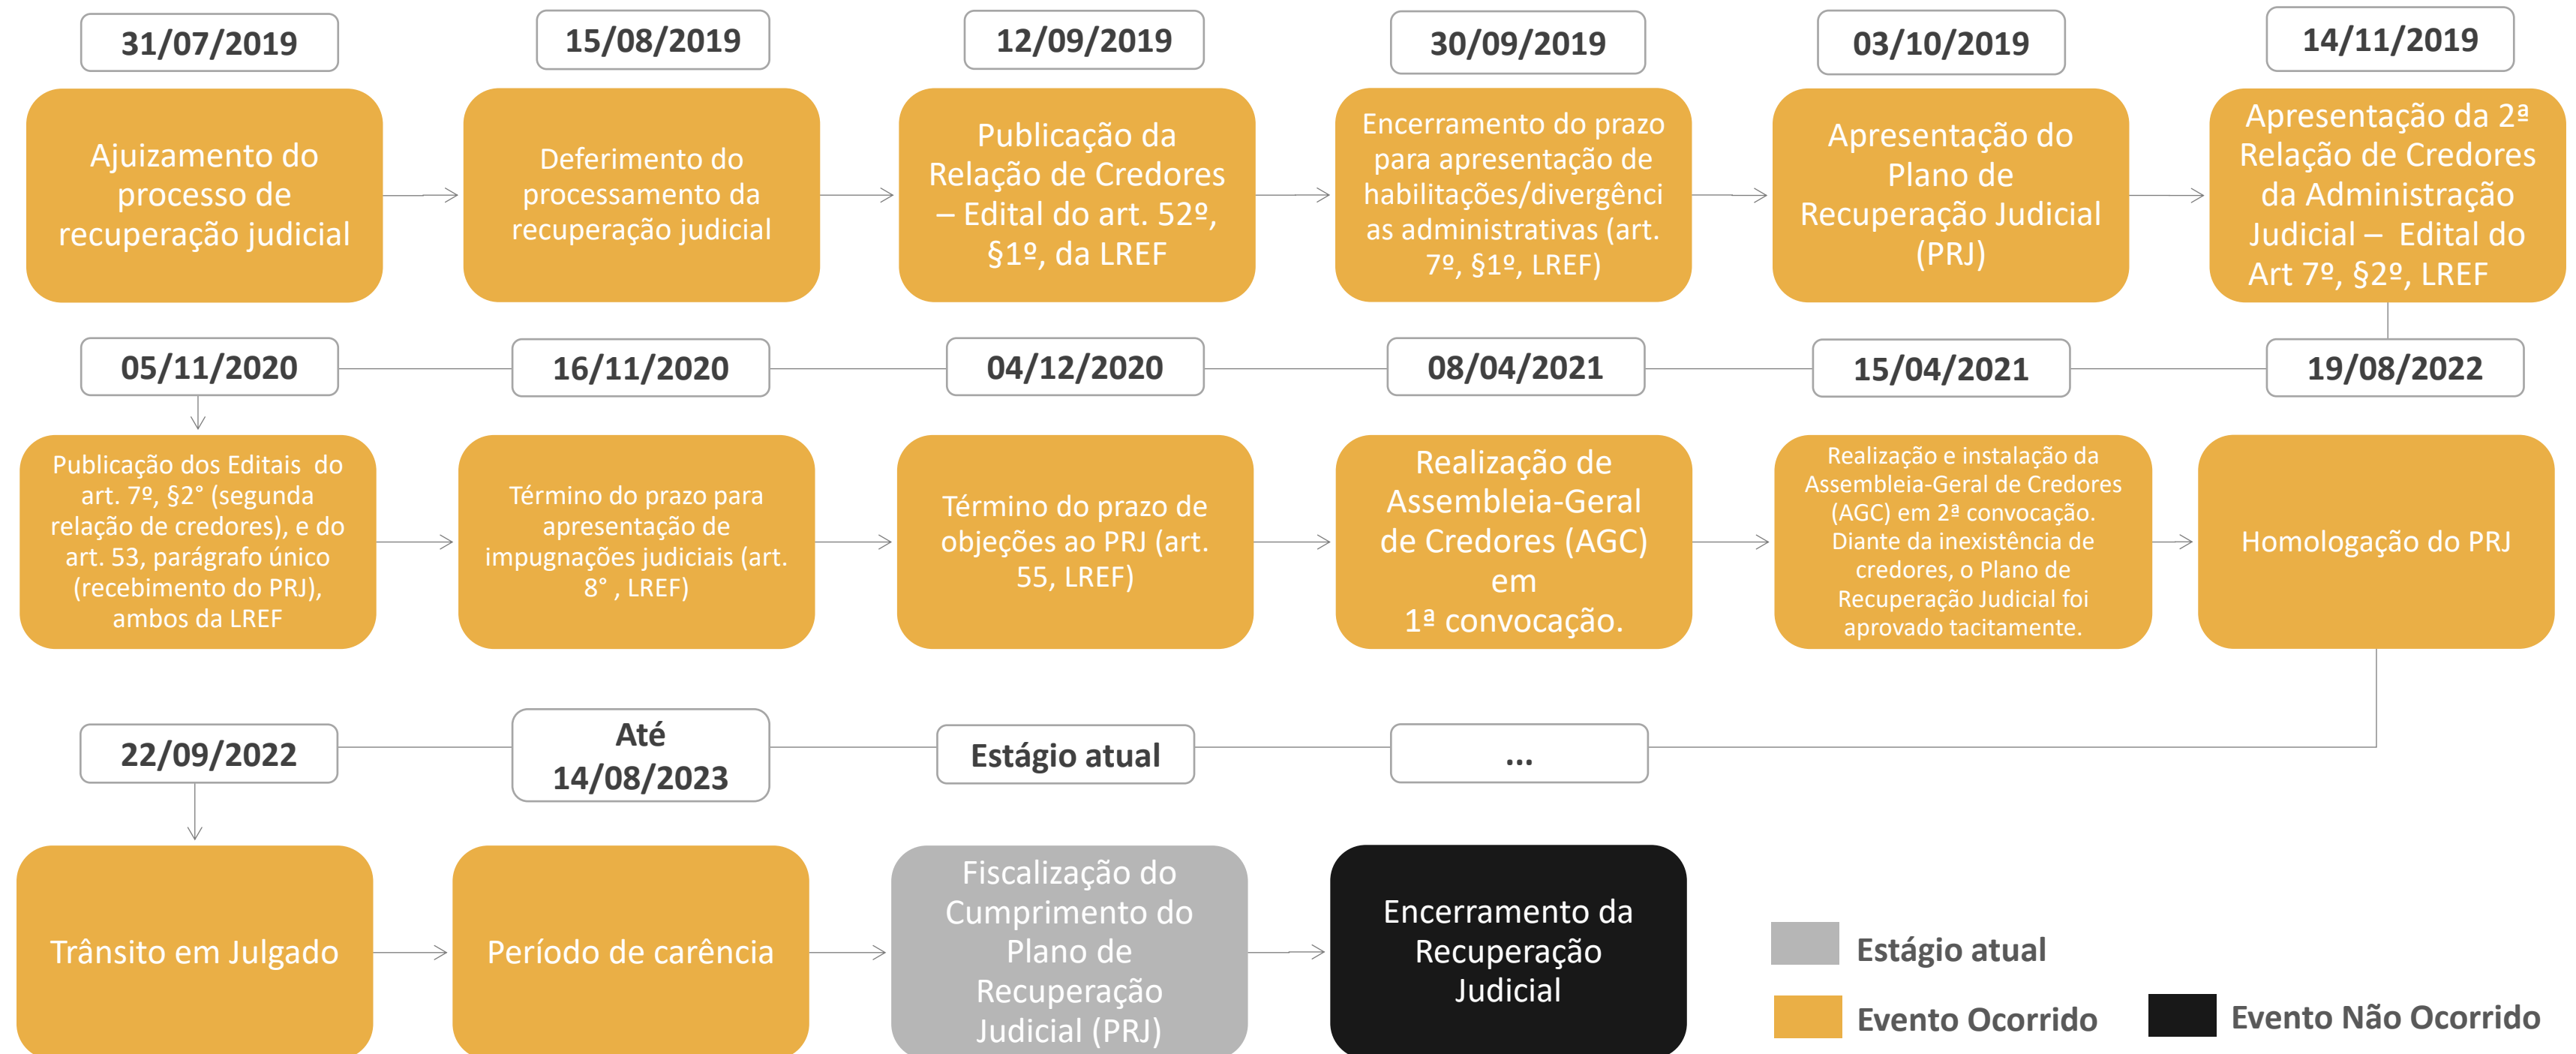 31/07/2019
15/08/2019
12/09/2019
30/09/2019
03/10/2019
14/11/2019
Ajuizamento do
processo de
recuperação judicial
Deferimento do
processamento da
recuperação judicial
Publicação da
Relação de Credores
– Edital do art. 52º,
§1º, da LREF
Encerramento do prazo
para apresentação de
habilitações/divergênci
as administrativas (art.
7º, §1º, LREF)
Apresentação do
Plano de
Recuperação Judicial
(PRJ)
Apresentação da 2ª
Relação de Credores
da Administração
Judicial – Edital do
Art 7º, §2º, LREF
05/11/2020
16/11/2020
04/12/2020
08/04/2021
15/04/2021
19/08/2022
Publicação dos Editais do
art. 7º, §2° (segunda
relação de credores), e do
art. 53, parágrafo único
(recebimento do PRJ),
ambos da LREF
Término do prazo para
apresentação de
impugnações judiciais (art.
8° , LREF)
Término do prazo de
objeções ao PRJ (art.
55, LREF)
Realização de
Assembleia-Geral
de Credores (AGC)
em
1ª convocação.
Realização e instalação da
Assembleia-Geral de Credores
(AGC) em 2ª convocação.
Diante da inexistência de
credores, o Plano de
Recuperação Judicial foi
aprovado tacitamente.
Homologação do PRJ
22/09/2022
Até
14/08/2023
Estágio atual
...
Trânsito em Julgado
Período de carência
Fiscalização do
Cumprimento do
Plano de
Recuperação
Judicial (PRJ)
Encerramento da
Recuperação
Judicial
Estágio atual
Evento Ocorrido
Evento Não Ocorrido